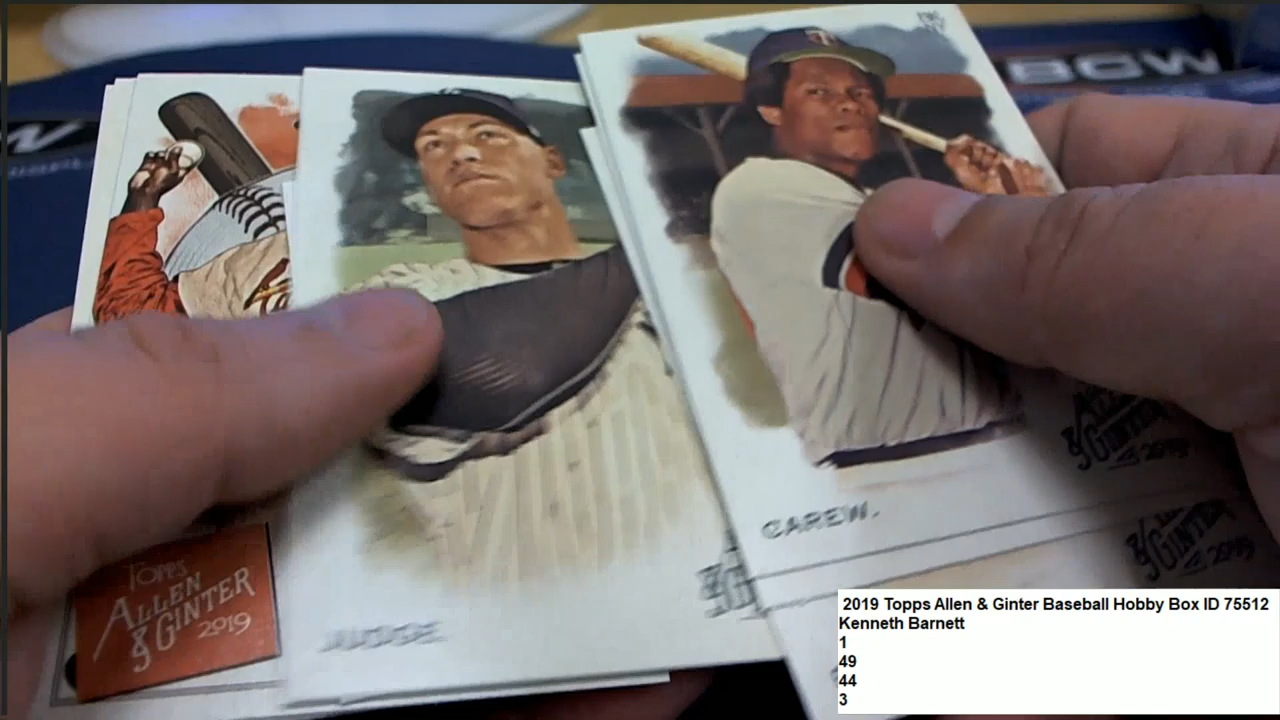 BOW
CAREW.
ALLEN
& GINTER
2019
& GINTER
2019
JUDGE.
TOPPS
ALLEN
& GINTER
2019
2019 Topps Allen & Ginter Baseball Hobby Box ID 75512
Kenneth Barnett
1
49
44
3